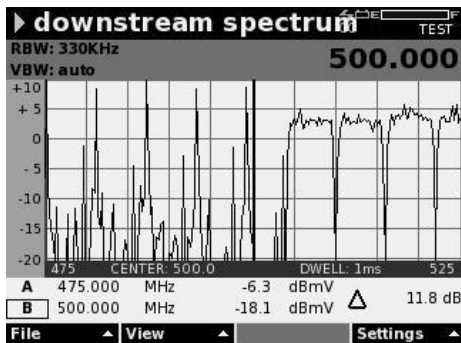 downstream spectrum
E F
TEST
RBW: 330KHz
VBW: auto
500.000
+10
+ 5
0
- 5
-10
-15
-20
475 CENTER: 500.0 DWELL: 1ms 525
A 475.000 MHz -6.3 dBmV
B 500.000 MHz -18.1 dBmV
Δ 11.8 dB
File View Settings